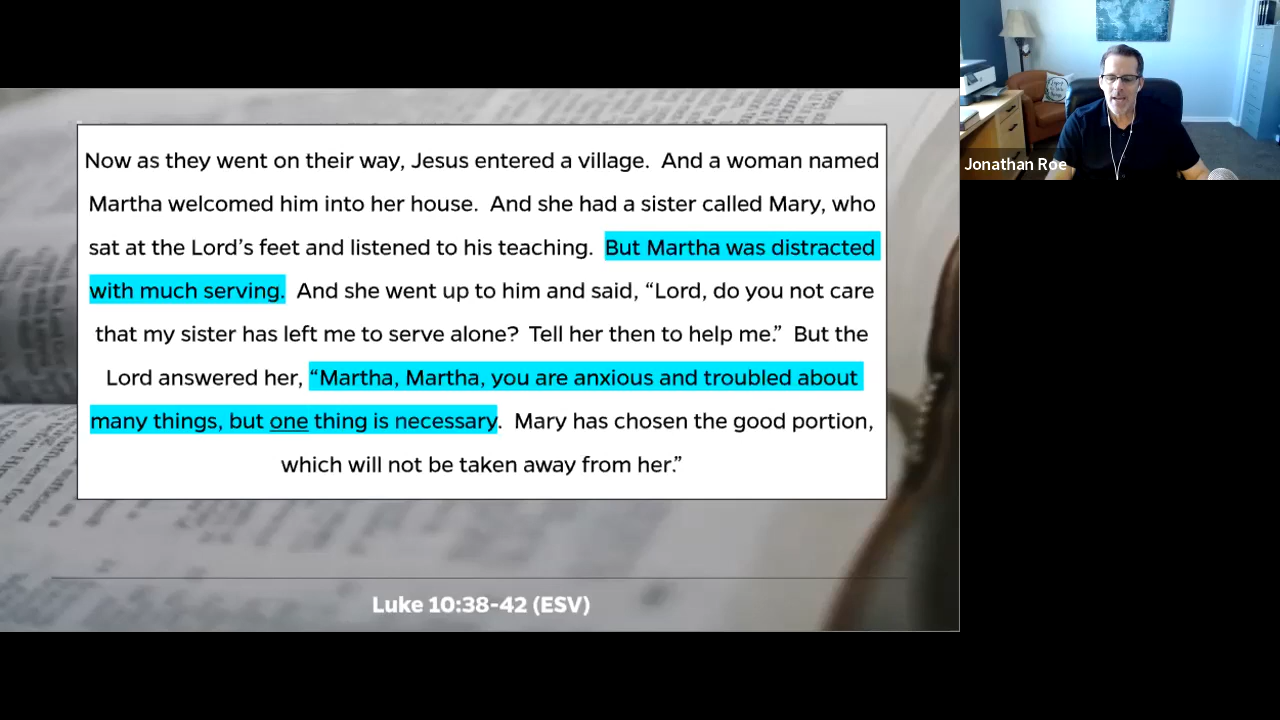 Now as they went on their way, Jesus entered a village.  And a woman named
Martha welcomed him into her house.  And she had a sister called Mary, who
sat at the Lord’s feet and listened to his teaching.  But Martha was distracted
with much serving.  And she went up to him and said, “Lord, do you not care
that my sister has left me to serve alone?  Tell her then to help me.”  But the
Lord answered her, “Martha, Martha, you are anxious and troubled about
many things, but one thing is necessary.  Mary has chosen the good portion,
which will not be taken away from her.”
Luke 10:38-42 (ESV)
Jonathan Roe